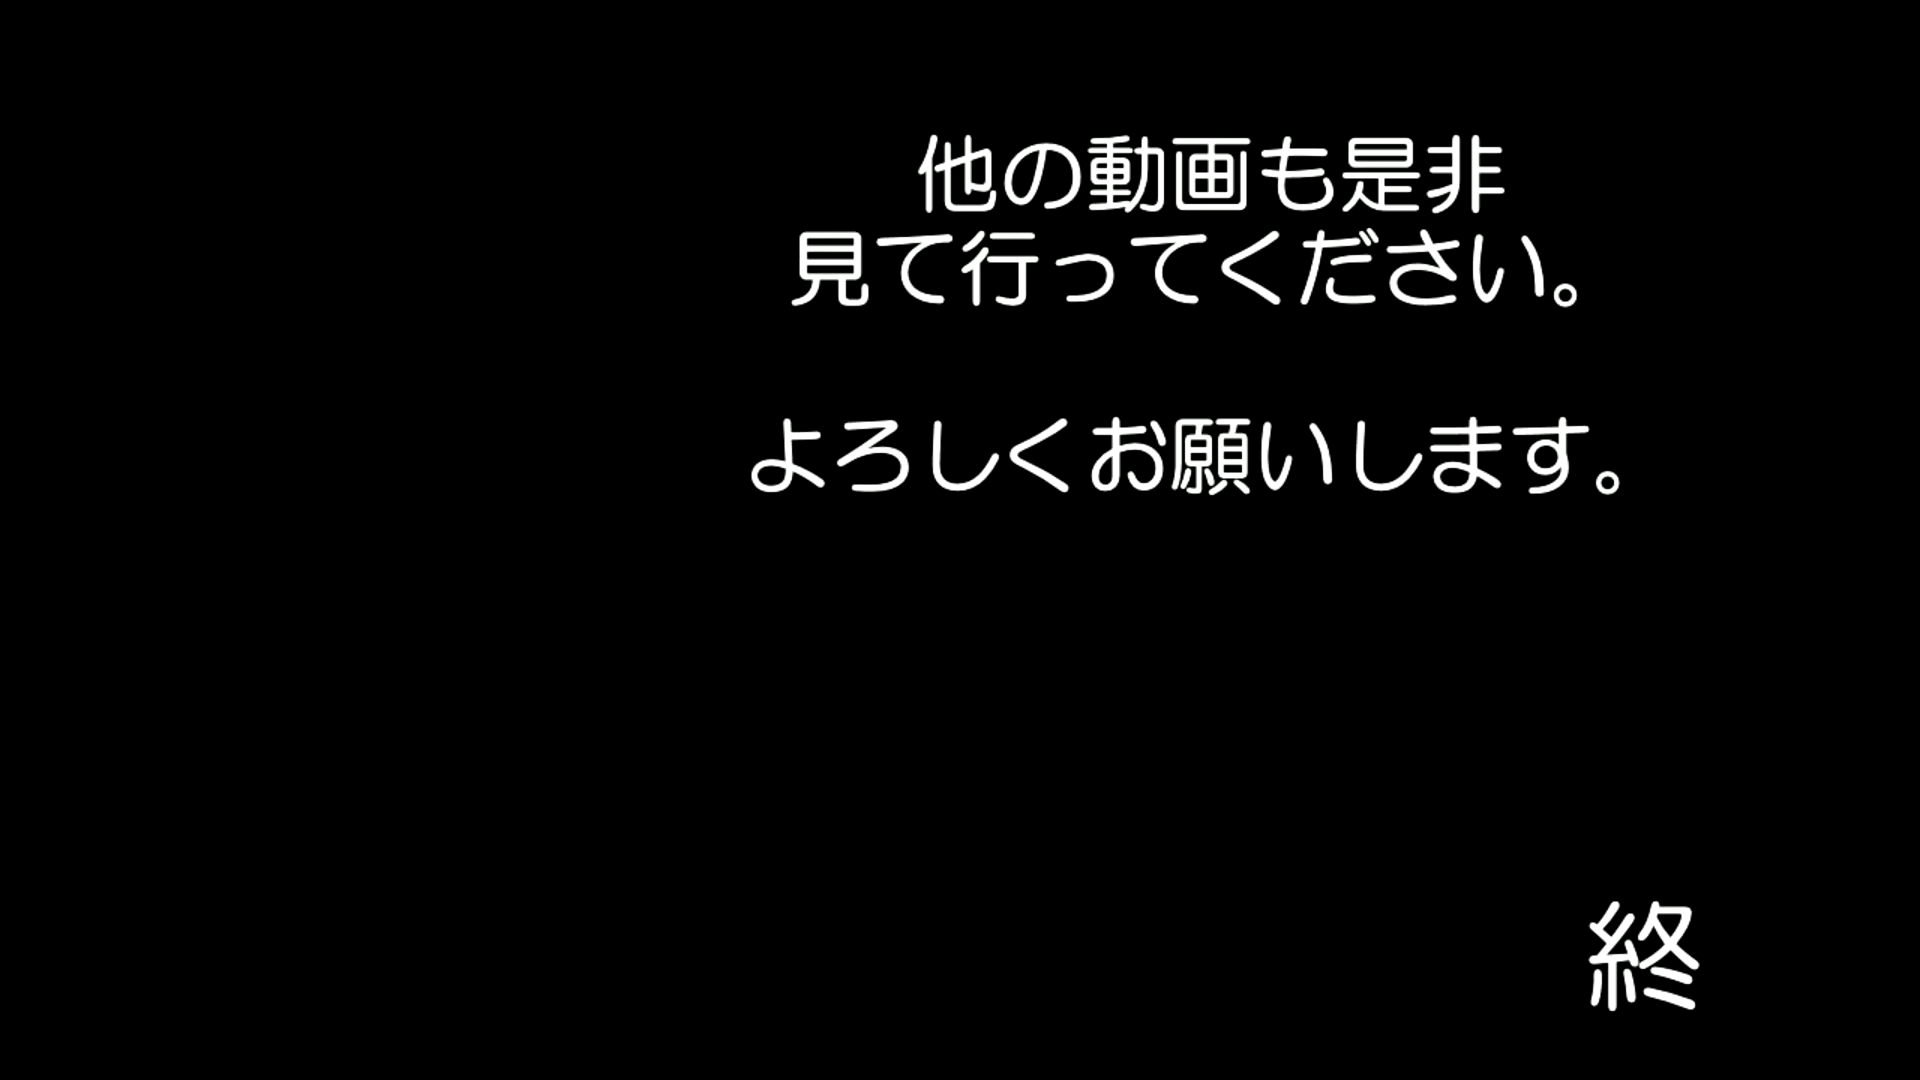 他の動画も是非
見て行ってください。
よろしくお願いします。
終